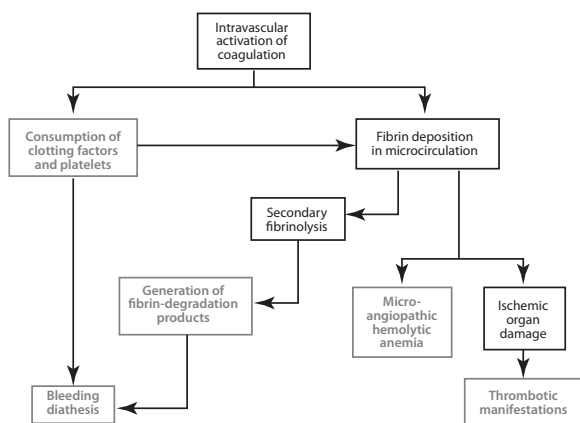 Intravascular
activation of
coagulation
Consumption of
clotting factors
and platelets
Fibrin deposition
in microcirculation
Secondary
fibrinolysis
Generation of
fibrin-degradation
products
Micro-
angiopathic
hemolytic
anemia
Ischemic
organ
damage
Bleeding
diathesis
Thrombotic
manifestations